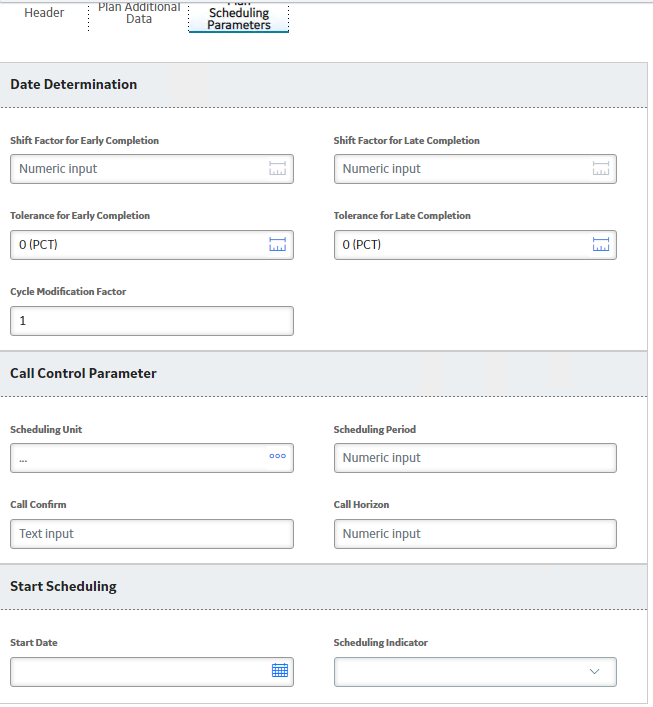 Header
Plan Additional
Data
Plan
Scheduling
Parameters
Date Determination
Shift Factor for Early Completion
Shift Factor for Late Completion
Numeric input
Numeric input
Tolerance for Early Completion
Tolerance for Late Completion
0 (PCT)
0 (PCT)
Cycle Modification Factor
1
Call Control Parameter
Scheduling Unit
Scheduling Period
...
Numeric input
Call Confirm
Call Horizon
Text input
Numeric input
Start Scheduling
Start Date
Scheduling Indicator